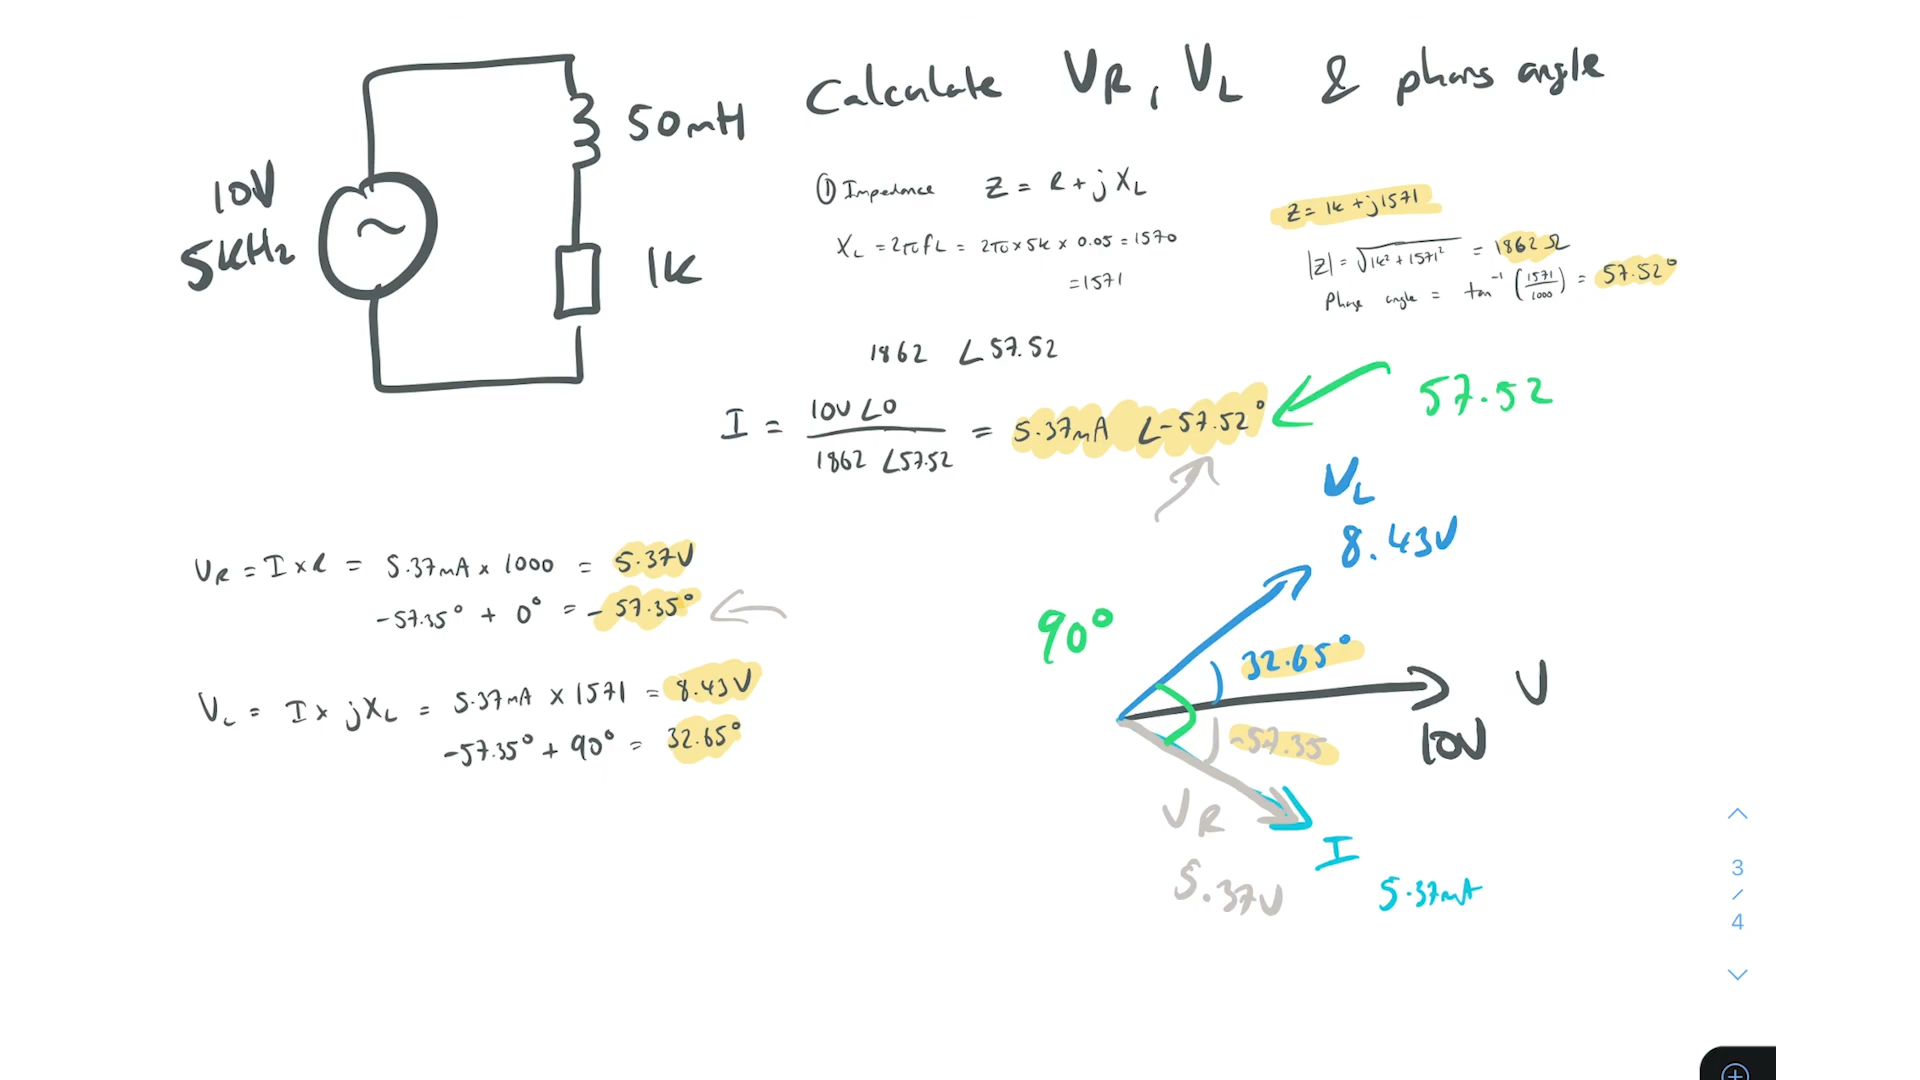 Calculate VR, VL & phars angle
50mH
10V
5KHz
1K
① Impedance Z = R + jXL
XL = 2πfL = 2π × 5k × 0.05 = 1570
= 1571
Z = 1k + j1571
|Z| = √1k² + 1571² = 1862 Ω
Phase angle = tan⁻¹ (1571/1000) = 57.52°
1862 ∠57.52
I = 10V ∠0 / 1862 ∠57.52 = 5.37mA ∠-57.52°
57.52
VR = I × R = 5.37mA × 1000 = 5.37V
-57.35° + 0° = -57.35°
VL = I × jXL = 5.37mA × 1571 = 8.43V
-57.35° + 90° = 32.65°
VL
8.43V
90°
32.65°
V
10V
-57.35
VR
5.37V
I
5.37mA
3
/
4